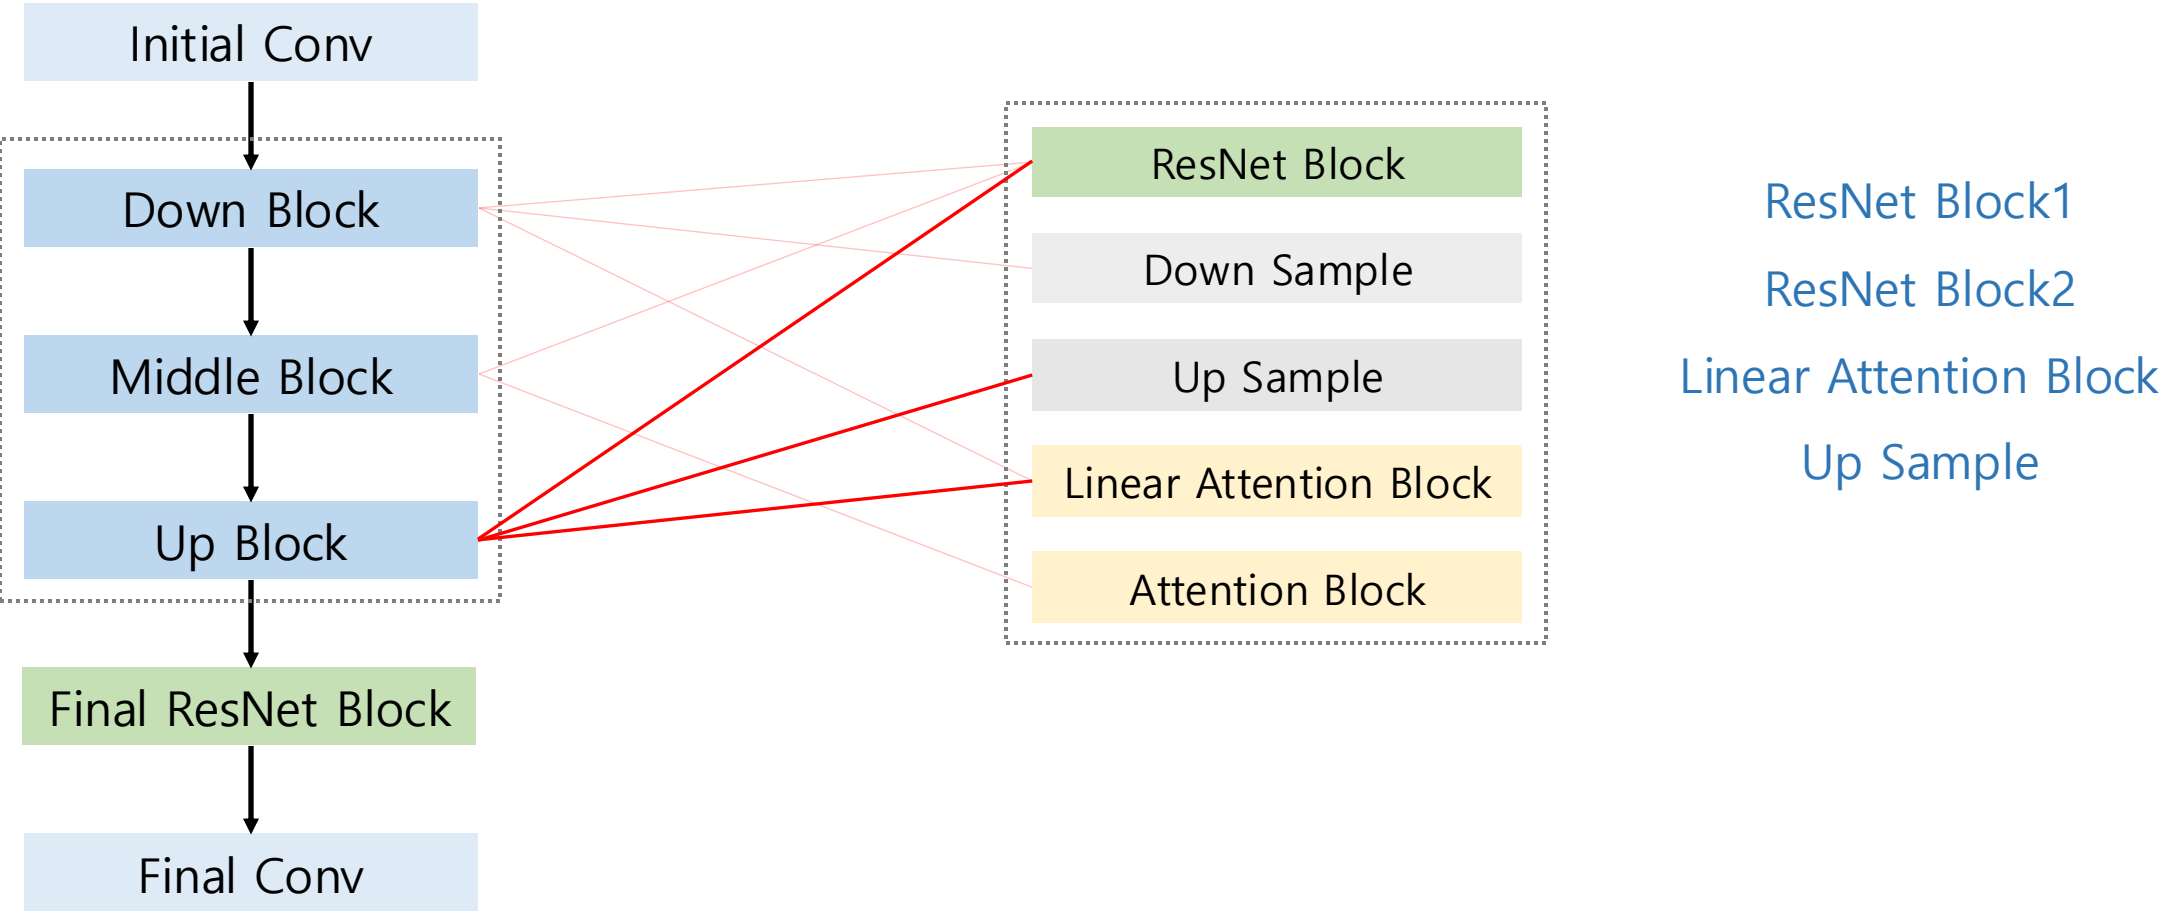 Initial Conv
Down Block
Middle Block
Up Block
Final ResNet Block
Final Conv
ResNet Block
Down Sample
Up Sample
Linear Attention Block
Attention Block
ResNet Block1
ResNet Block2
Linear Attention Block
Up Sample